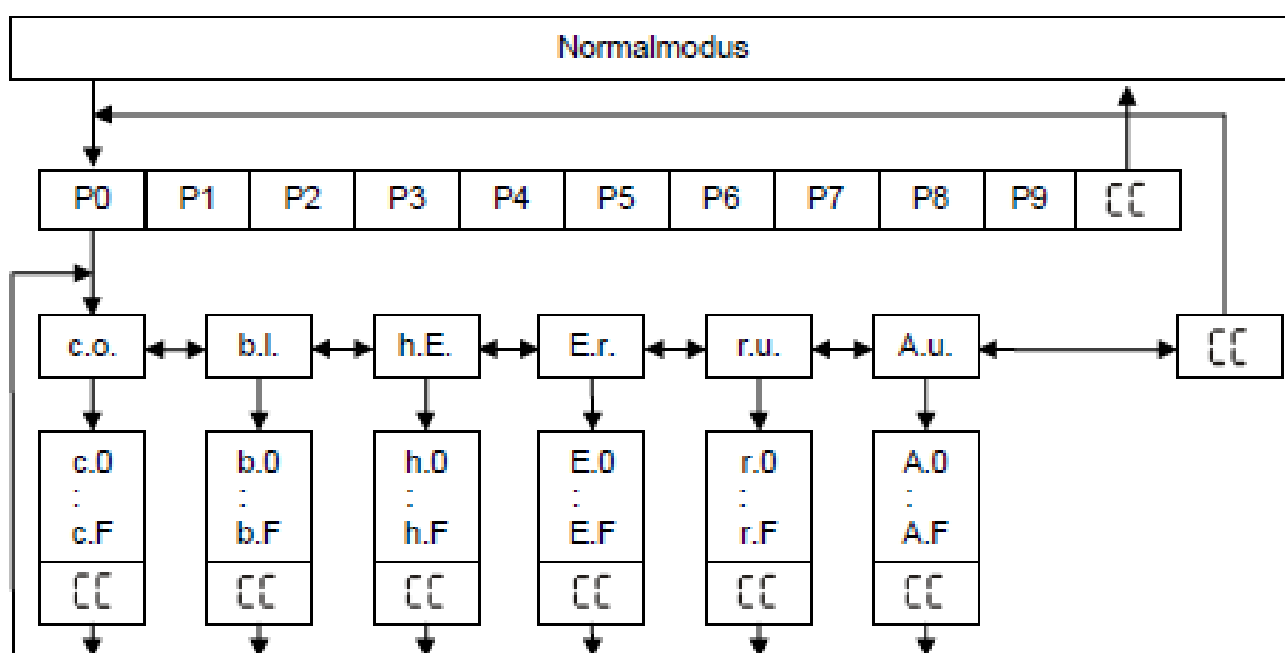 Normalmodus
P0 P1 P2 P3 P4 P5 P6 P7 P8 P9 CC
c.o. b.l. h.E. E.r. r.u. A.u. CC
c.0 b.0 h.0 E.0 r.0 A.0
: : : : : :
c.F b.F h.F E.F r.F A.F
CC CC CC CC CC CC